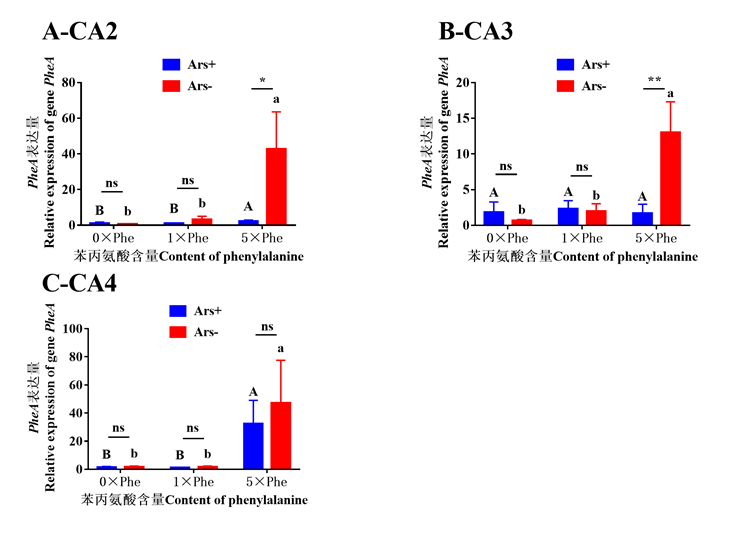 A-CA2
Ars+
Ars-
PheA表达量
Relative expression of gene PheA
80
60
40
20
0
ns
ns
*
B
b
B
b
A
a
0×Phe
1×Phe
5×Phe
苯丙氨酸含量Content of phenylalanine
B-CA3
Ars+
Ars-
PheA表达量
Relative expression of gene PheA
20
15
10
5
0
ns
ns
**
A
b
A
b
A
a
0×Phe
1×Phe
5×Phe
苯丙氨酸含量Content of phenylalanine
C-CA4
Ars+
Ars-
PheA表达量
Relative expression of gene PheA
100
80
60
40
20
0
ns
ns
ns
B
b
B
b
A
a
0×Phe
1×Phe
5×Phe
苯丙氨酸含量Content of phenylalanine